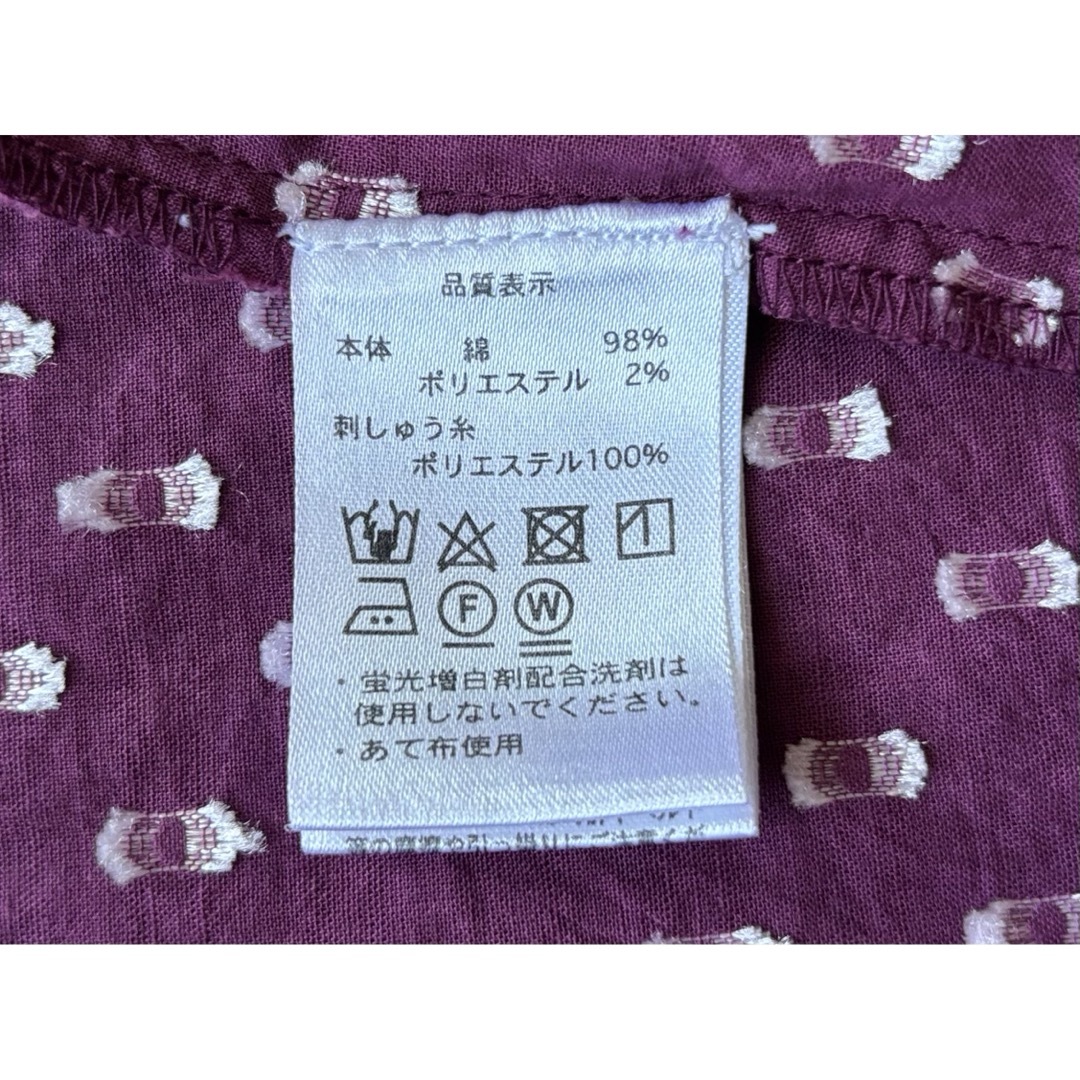 品質表示
本体 綿 98%
ポリエステル 2%
刺しゅう糸
ポリエステル100%
F W
・蛍光増白剤配合洗剤は
使用しないでください。
・あて布使用